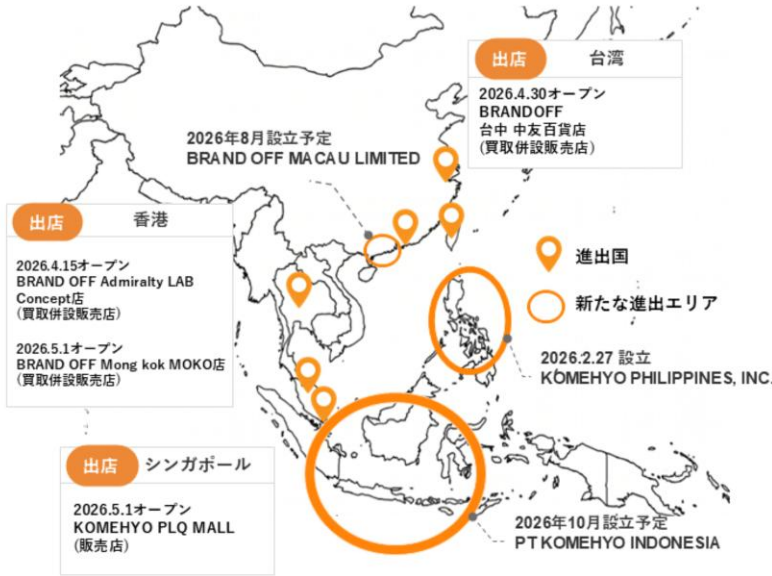 出店 台湾
2026.4.30オープン
BRANDOFF
台中 中友百貨店
(買取併設販売店)
2026年8月設立予定
BRAND OFF MACAU LIMITED
出店 香港
2026.4.15オープン
BRAND OFF Admiralty LAB
Concept店
(買取併設販売店)
2026.5.1オープン
BRAND OFF Mong kok MOKO店
(買取併設販売店)
進出国
新たな進出エリア
2026.2.27 設立
KOMEHYO PHILIPPINES, INC.
出店 シンガポール
2026.5.1オープン
KOMEHYO PLQ MALL
(販売店)
2026年10月設立予定
PT KOMEHYO INDONESIA